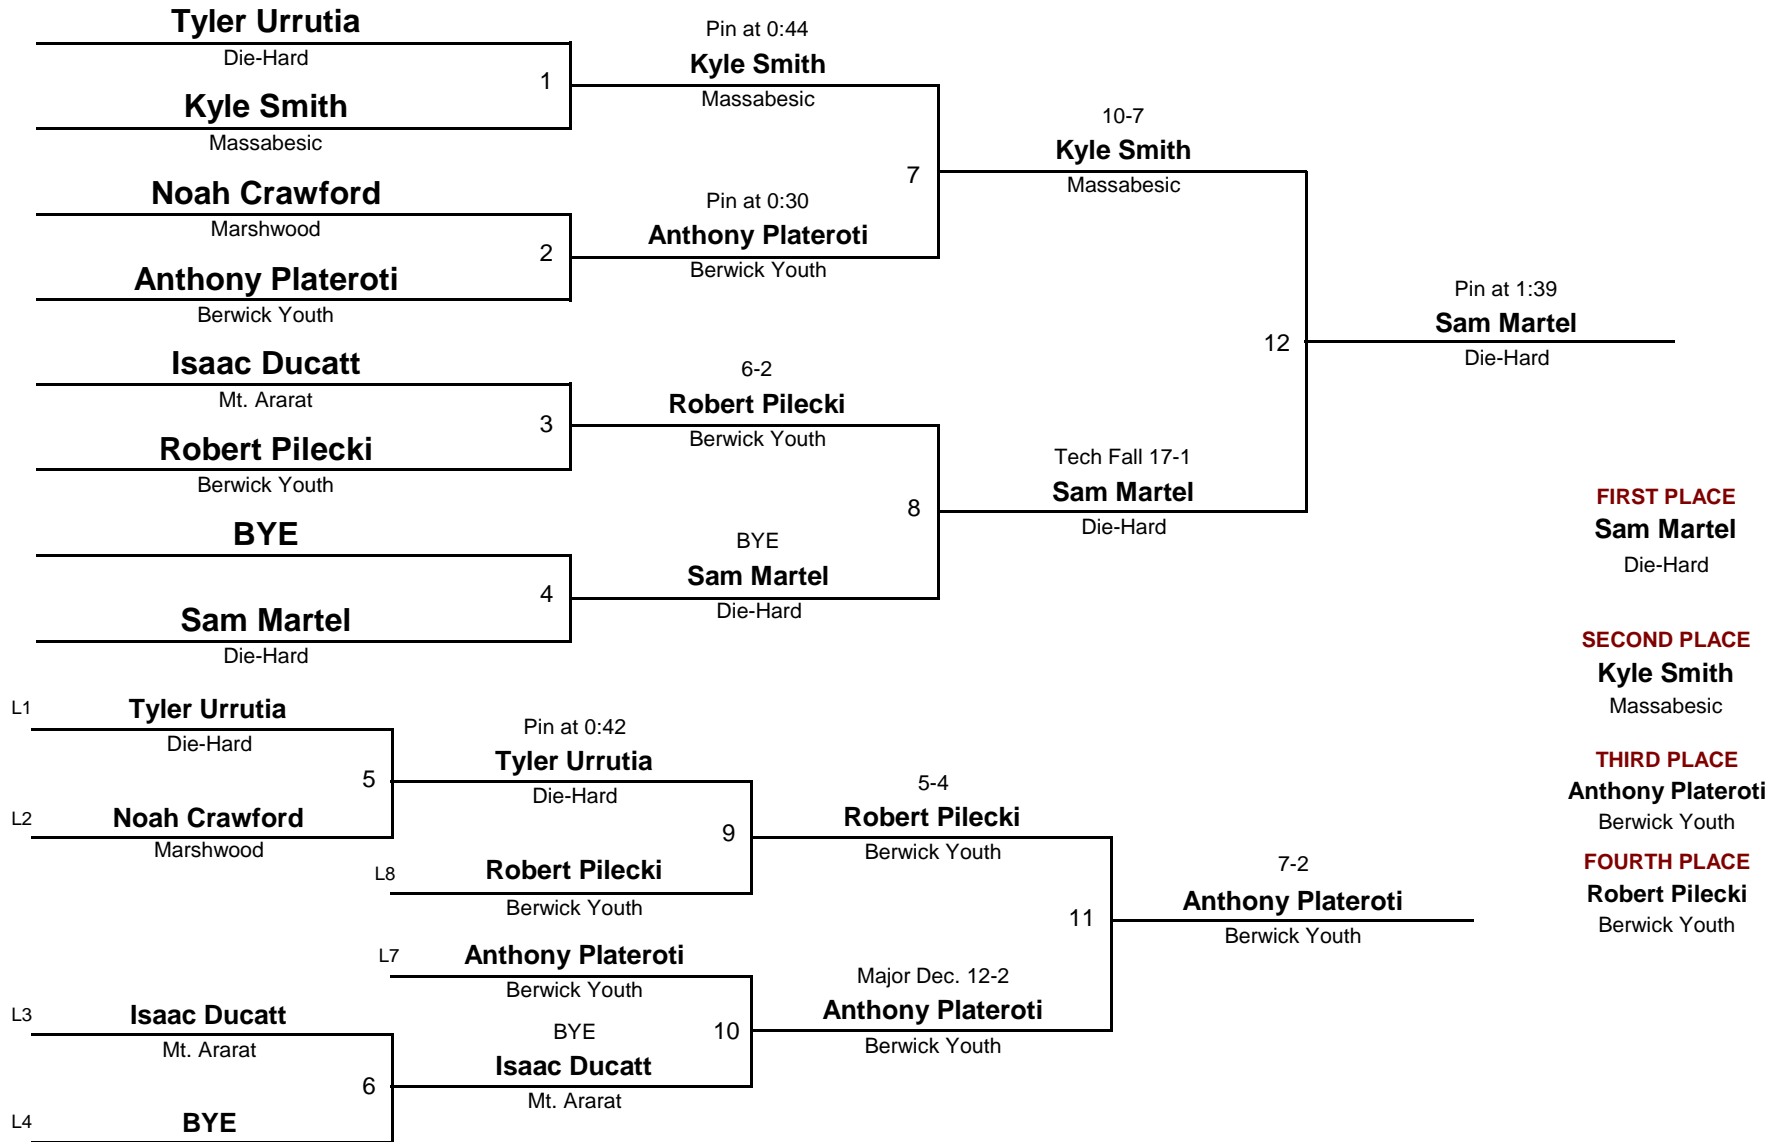 Tyler Urrutia
Die-Hard
1
Kyle Smith
Massabesic
Pin at 0:44
Kyle Smith
Massabesic
Noah Crawford
Marshwood
2
Anthony Plateroti
Berwick Youth
Pin at 0:30
Anthony Plateroti
Berwick Youth
7
10-7
Kyle Smith
Massabesic
Isaac Ducatt
Mt. Ararat
3
Robert Pilecki
Berwick Youth
6-2
Robert Pilecki
Berwick Youth
BYE
4
Sam Martel
Die-Hard
BYE
Sam Martel
Die-Hard
8
Tech Fall 17-1
Sam Martel
Die-Hard
12
Pin at 1:39
Sam Martel
Die-Hard
L1
Tyler Urrutia
Die-Hard
5
L2
Noah Crawford
Marshwood
Pin at 0:42
Tyler Urrutia
Die-Hard
9
L8
Robert Pilecki
Berwick Youth
5-4
Robert Pilecki
Berwick Youth
L7
Anthony Plateroti
Berwick Youth
10
L3
Isaac Ducatt
Mt. Ararat
6
L4
BYE
BYE
Isaac Ducatt
Mt. Ararat
Major Dec. 12-2
Anthony Plateroti
Berwick Youth
11
7-2
Anthony Plateroti
Berwick Youth
FIRST PLACE
Sam Martel
Die-Hard
SECOND PLACE
Kyle Smith
Massabesic
THIRD PLACE
Anthony Plateroti
Berwick Youth
FOURTH PLACE
Robert Pilecki
Berwick Youth